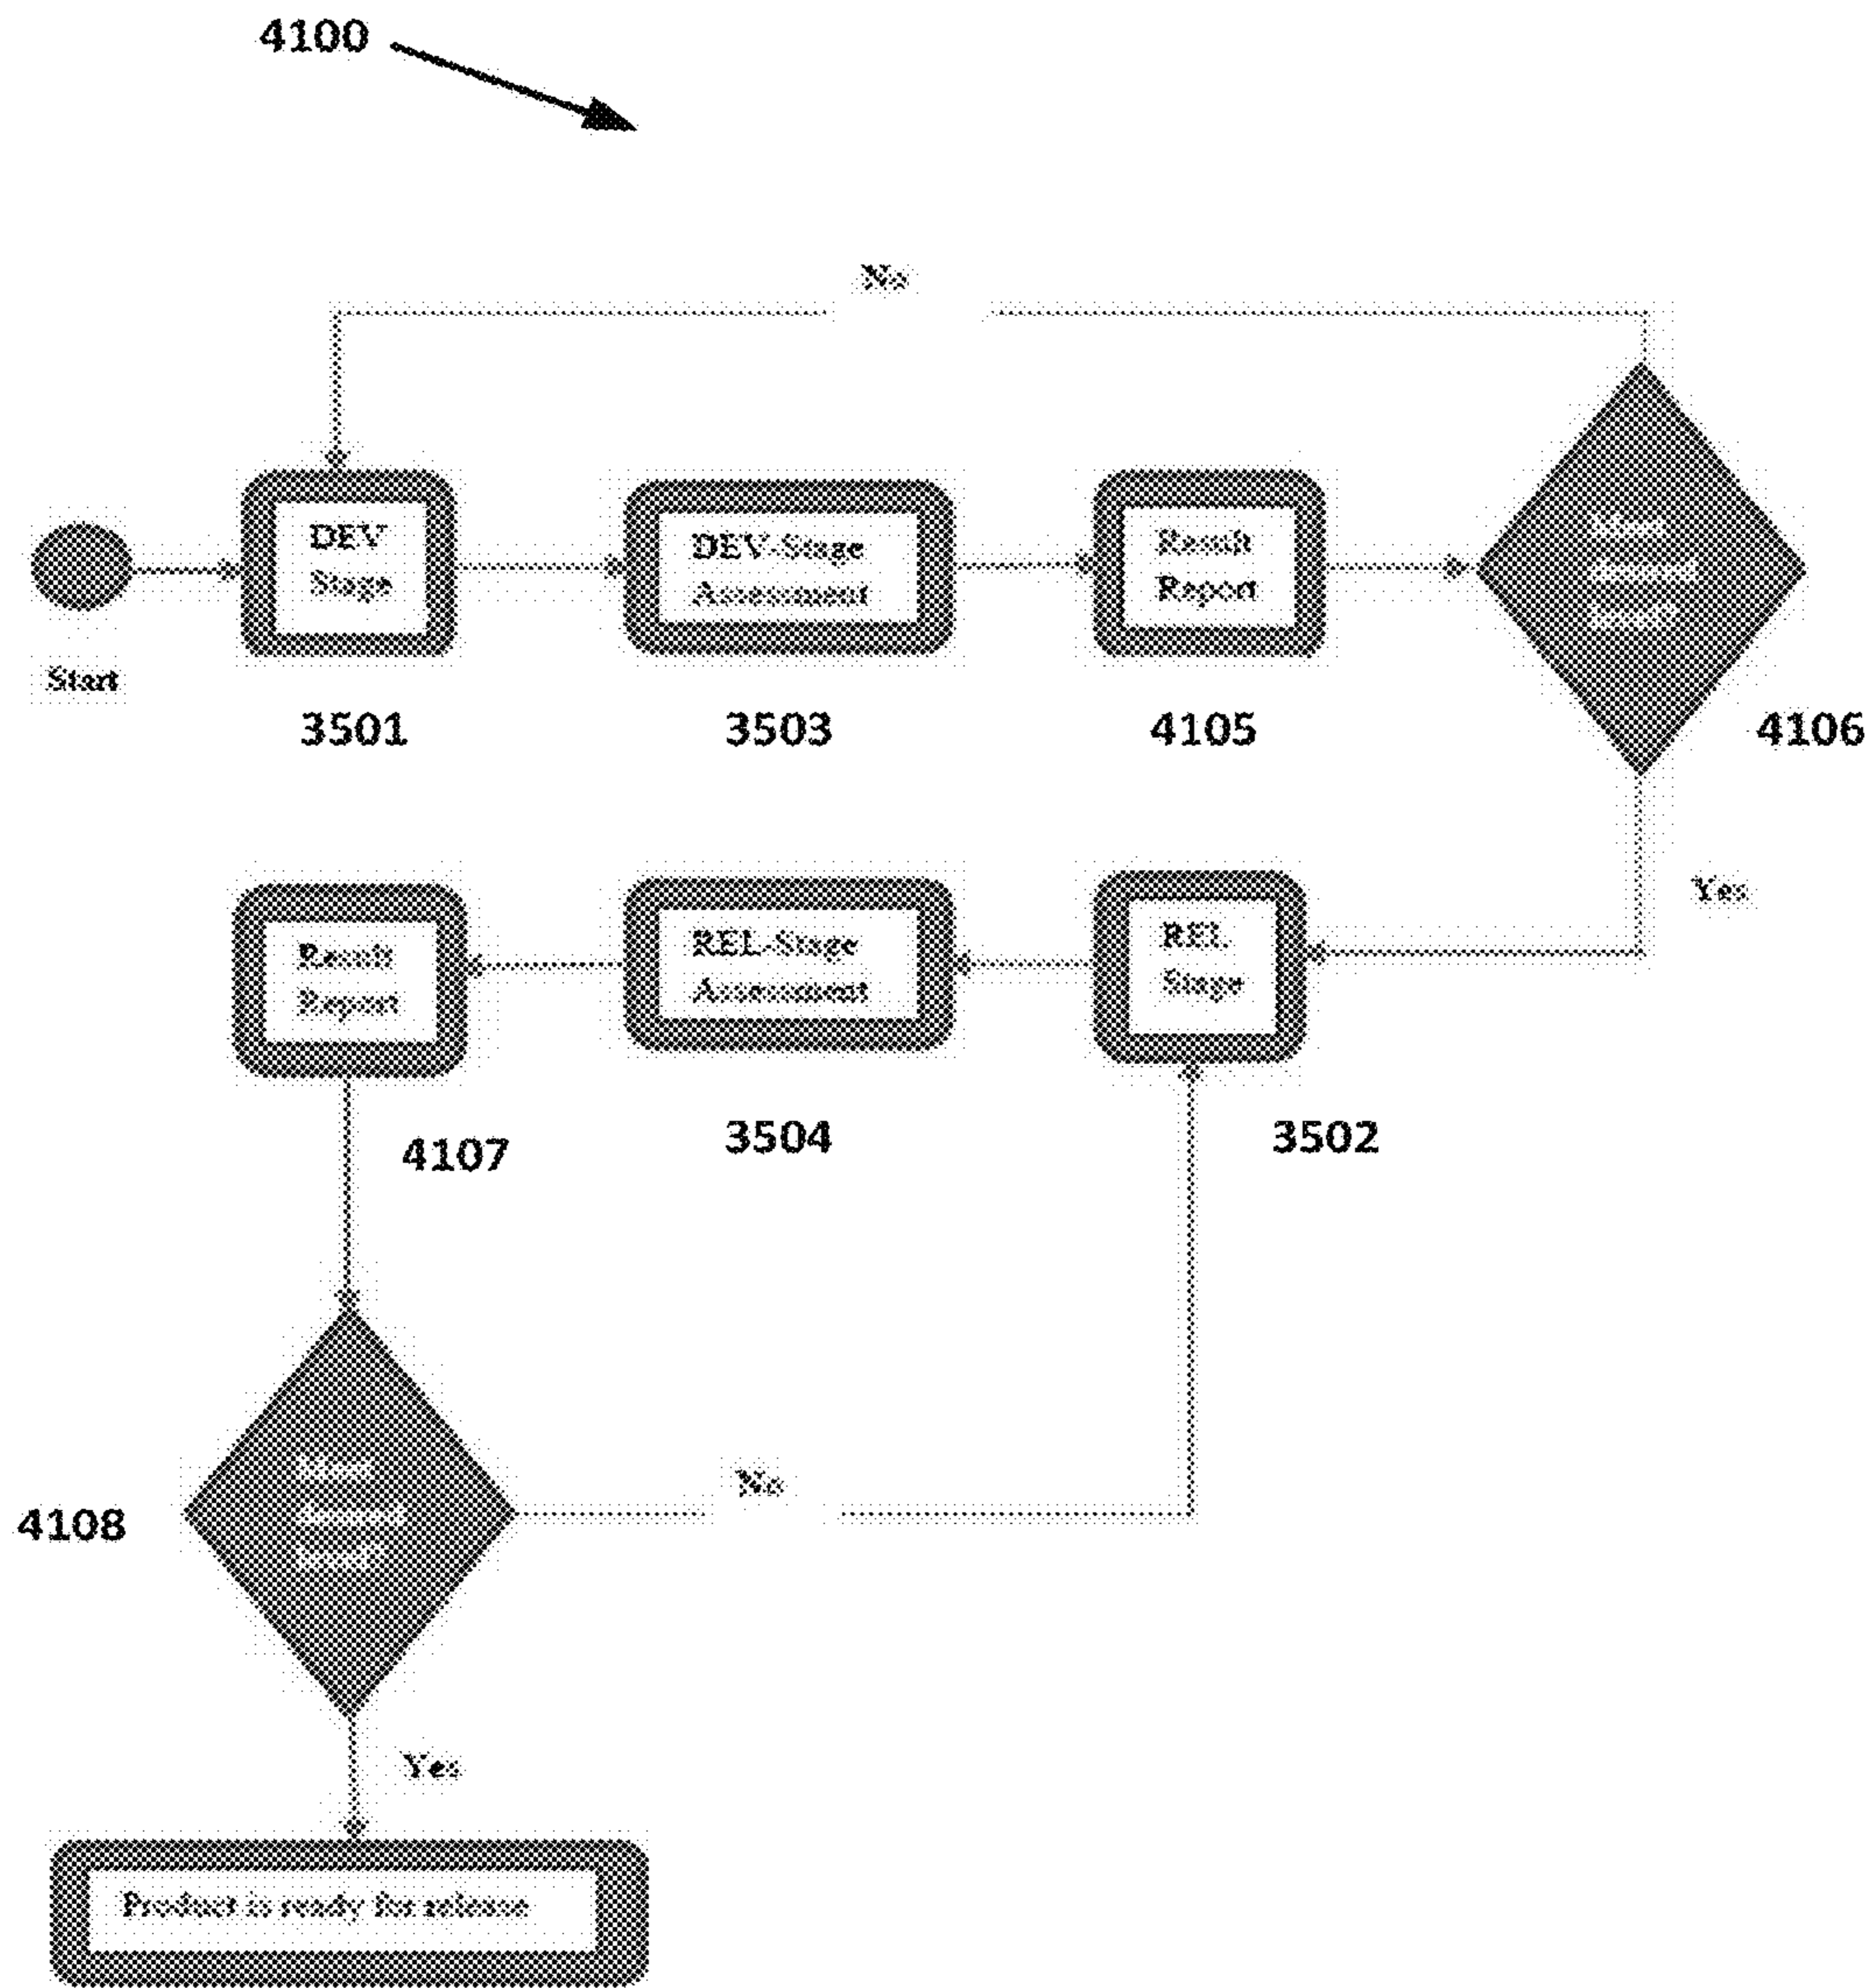 4100
No
DEV
Stage
DEV-Stage
Assessment
Result
Report
Start
3501
3503
4105
4106
Yes
Result
Report
REL-Stage
Assessment
REL
Stage
4107
3504
3502
No
4108
Yes
Product is ready for release